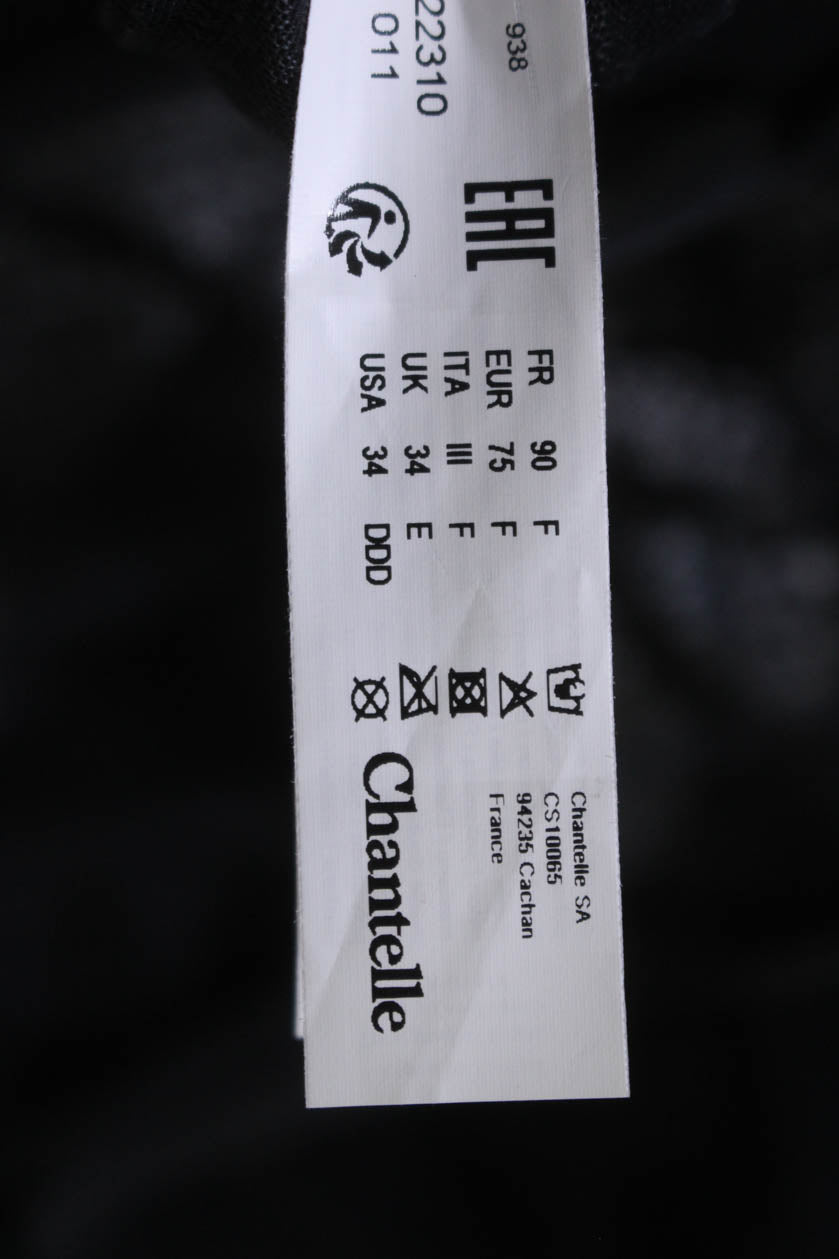 938
22310
011
EAC
FR 90 F
EUR 75 F
ITA III F
UK 34 E
USA 34 DDD
Chantelle SA
CS10065
94235 Cachan
France
Chantelle